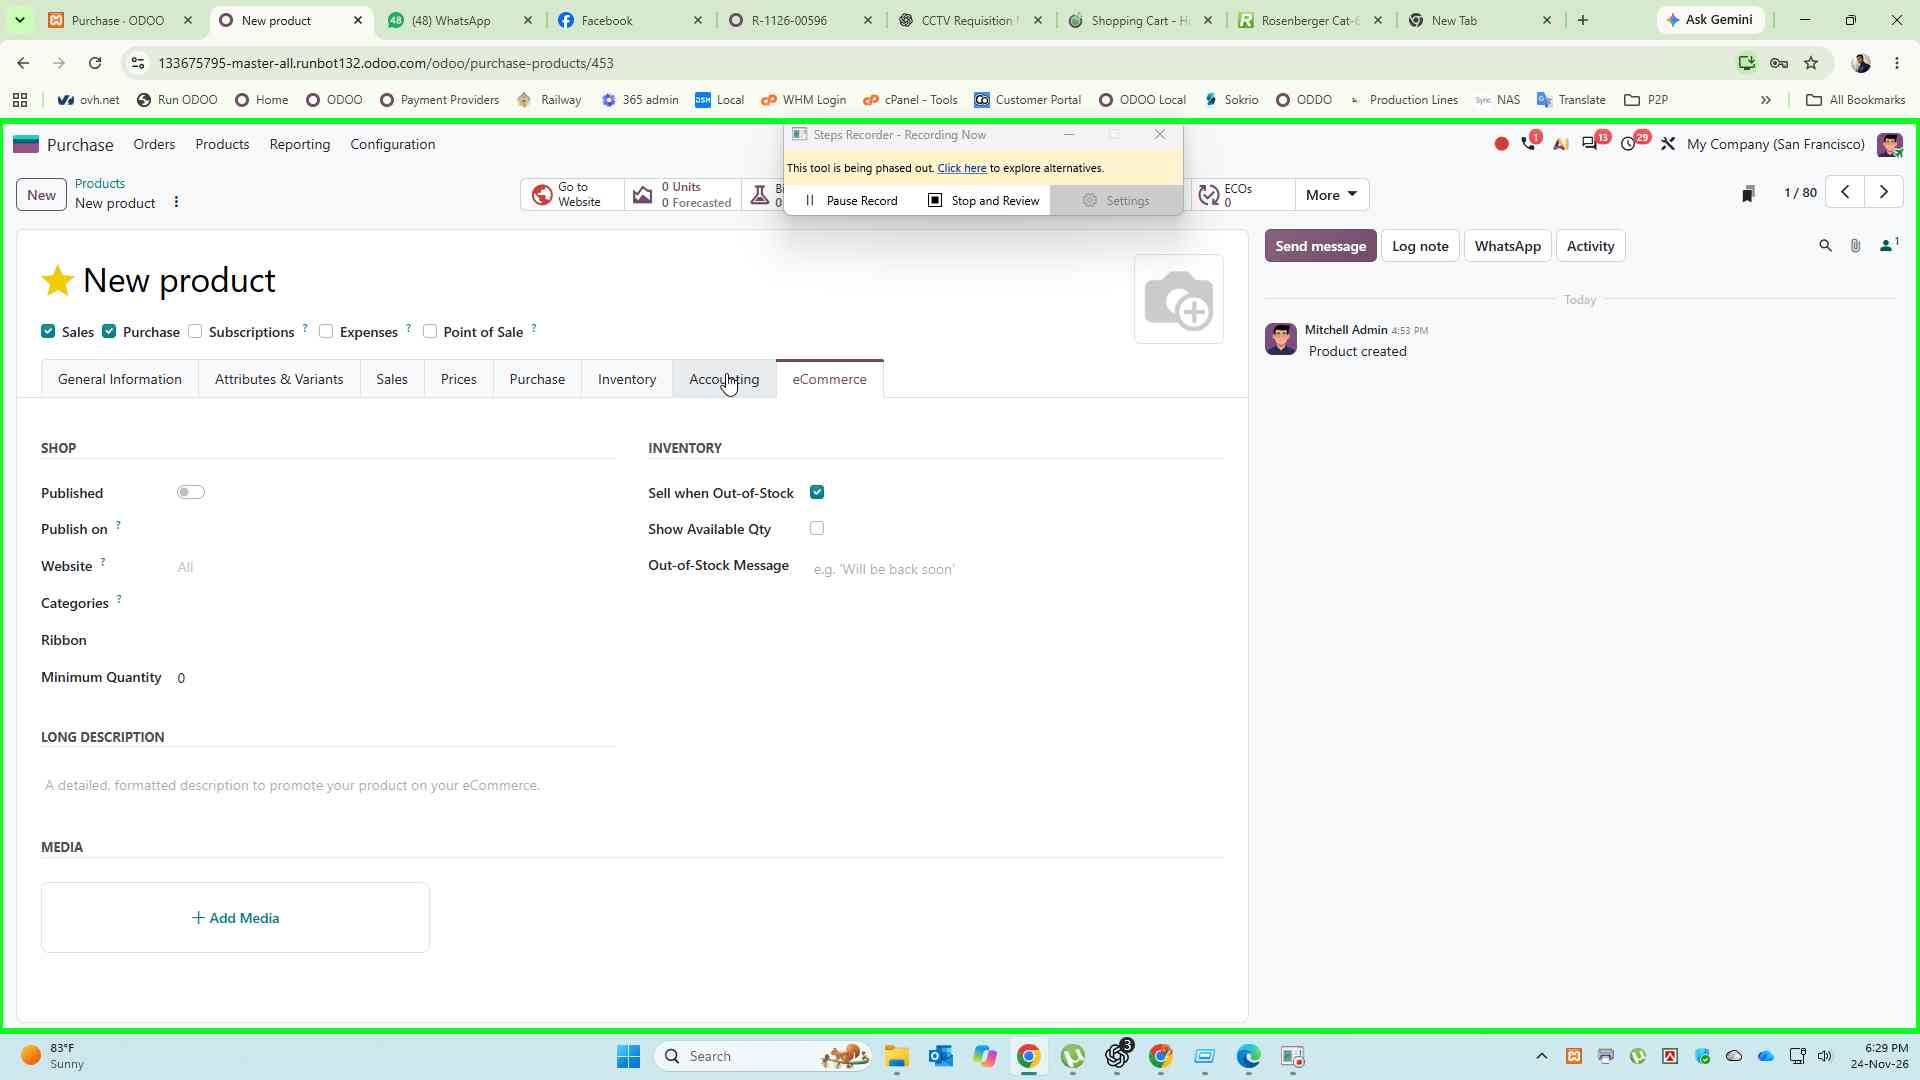 Purchase - ODOO
New product
(48) WhatsApp
Facebook
R-1126-00596
CCTV Requisition
Shopping Cart - H
Rosenberger Cat-6
New Tab
Ask Gemini
133675795-master-all.runbot132.odoo.com/odoo/purchase-products/453
ovh.net
Run ODOO
Home
ODOO
Payment Providers
Railway
365 admin
DSM Local
WHM Login
cPanel - Tools
Customer Portal
ODOO Local
Sokrio
ODDO
Production Lines
Sync NAS
Translate
P2P
All Bookmarks
Steps Recorder - Recording Now
This tool is being phased out. Click here to explore alternatives.
Pause Record
Stop and Review
Settings
Purchase
Orders
Products
Reporting
Configuration
1
13
29
My Company (San Francisco)
New
Products
New product
Go to Website
0 Units
0 Forecasted
ECOs
0
More
1 / 80
New product
Sales
Purchase
Subscriptions ?
Expenses ?
Point of Sale ?
Send message
Log note
WhatsApp
Activity
1
Today
Mitchell Admin 4:53 PM
Product created
General Information
Attributes & Variants
Sales
Prices
Purchase
Inventory
Accounting
eCommerce
SHOP
Published
Publish on ?
Website ? All
Categories ?
Ribbon
Minimum Quantity 0
INVENTORY
Sell when Out-of-Stock
Show Available Qty
Out-of-Stock Message e.g. 'Will be back soon'
LONG DESCRIPTION
A detailed, formatted description to promote your product on your eCommerce.
MEDIA
+ Add Media
83°F
Sunny
Search
3
6:29 PM
24-Nov-26